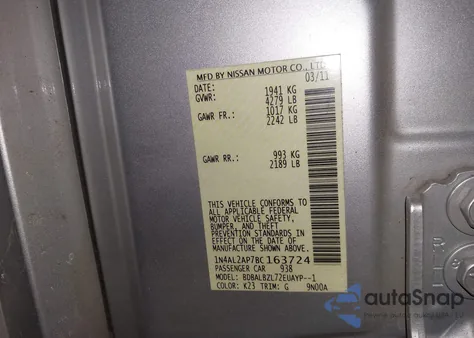 MFD BY NISSAN MOTOR CO., LTD.
DATE: 03/11
GVWR: 1941 KG
4279 LB
GAWR FR.: 1017 KG
2242 LB
GAWR RR.: 993 KG
2189 LB
THIS VEHICLE CONFORMS TO
ALL APPLICABLE FEDERAL
MOTOR VEHICLE SAFETY,
BUMPER, AND THEFT
PREVENTION STANDARDS IN
EFFECT ON THE DATE OF
MANUFACTURE SHOWN ABOVE.
1N4AL2AP7BC163724
PASSENGER CAR 938
MODEL: BDBALBZL72EUAYP--1
COLOR: K23 TRIM: G 9N00A
autoSnap